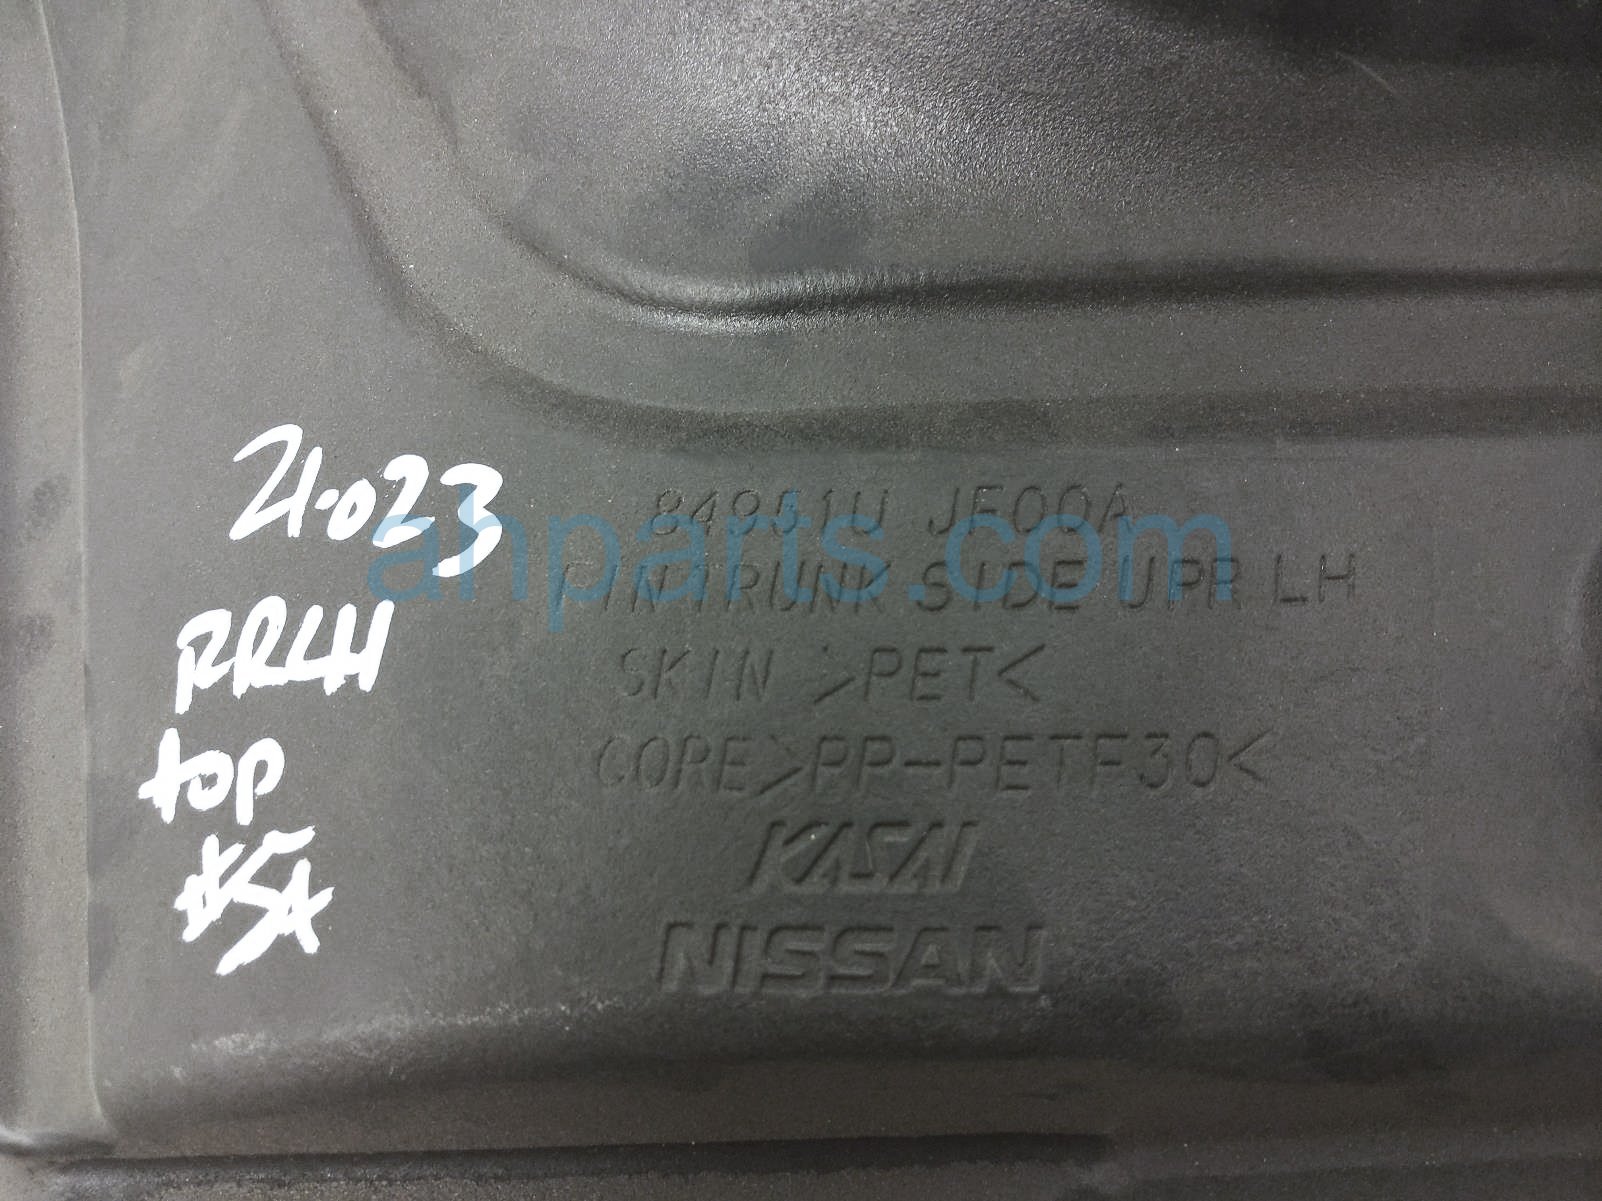 21.023
RRLH
top
#5A
84951U JF00A
FIN TRUNK SIDE UPR LH
SKIN >PET<
CORE>PP-PETF30<
KASAI
NISSAN
ahparts.com